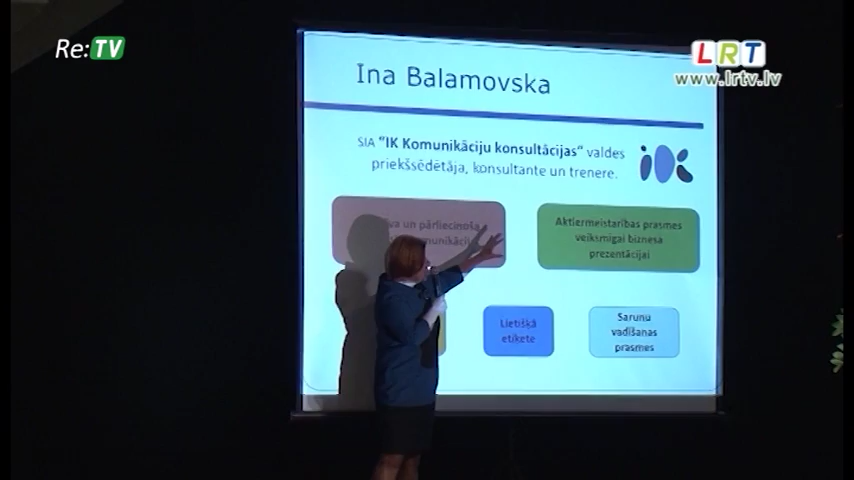 Re:TV
LRT
www.lrtv.lv
Ina Balamovska
SIA "IK Komunikāciju konsultācijas" valdes
priekšsēdētāja, konsultante un trenere.
ik
un pārliecinoša
Aktiermeistarības prasmes
veiksmīgai biznesa
prezentācijai
Lietišķā
etiķete
Sarunu
vadīšanas
prasmes